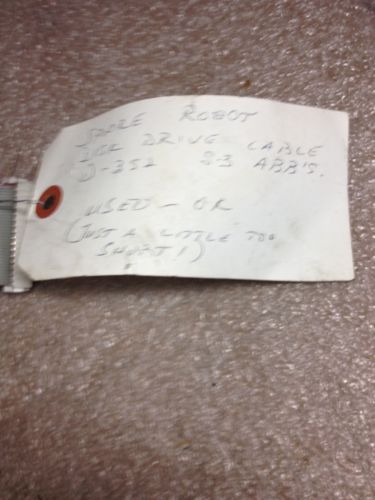 SPARE ROBOT
DISC DRIVE CABLE
D-352 S-3 ABB'S.
USED - OK
(JUST A LITTLE TOO
SHORT!)